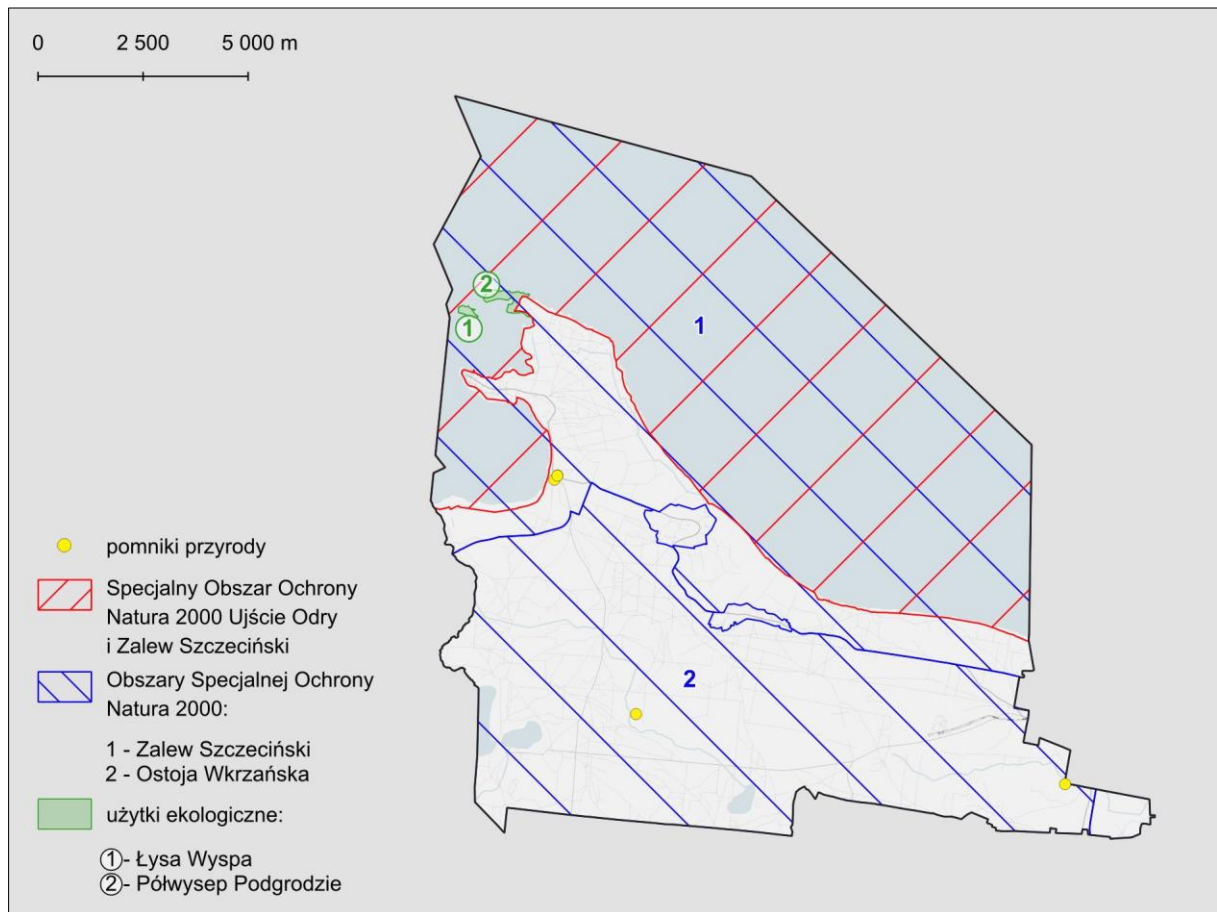 0 2 500 5 000 m
2
1
1
2
pomniki przyrody
Specjalny Obszar Ochrony
Natura 2000 Ujście Odry
i Zalew Szczeciński
Obszary Specjalnej Ochrony
Natura 2000:
1 - Zalew Szczeciński
2 - Ostoja Wkrzańska
użytki ekologiczne:
1 - Łysa Wyspa
2 - Półwysep Podgrodzie